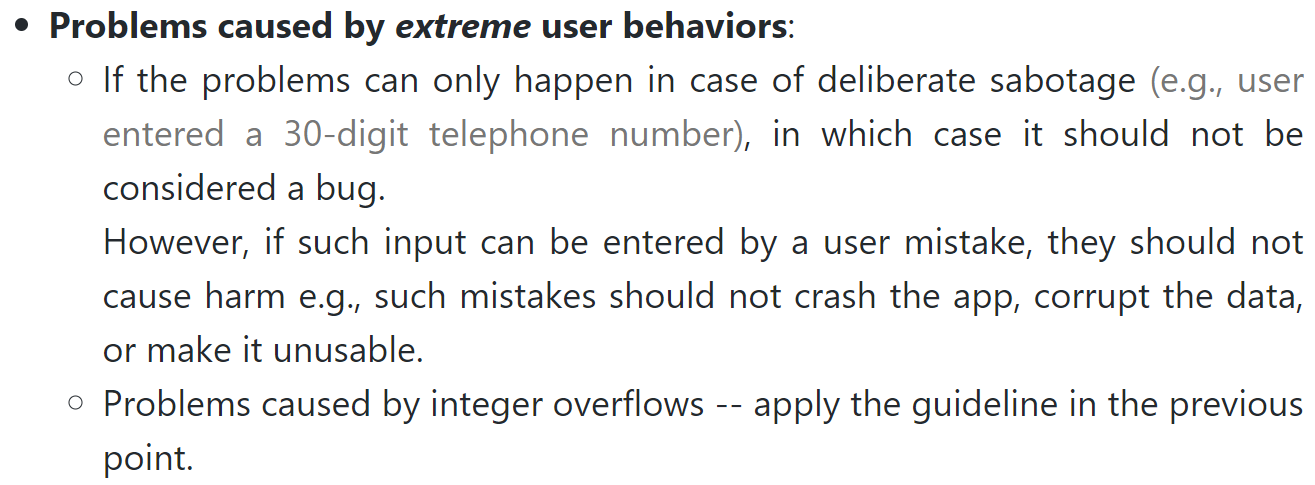 • Problems caused by extreme user behaviors:
○ If the problems can only happen in case of deliberate sabotage (e.g., user
entered a 30-digit telephone number), in which case it should not be
considered a bug.
However, if such input can be entered by a user mistake, they should not
cause harm e.g., such mistakes should not crash the app, corrupt the data,
or make it unusable.
○ Problems caused by integer overflows -- apply the guideline in the previous
point.